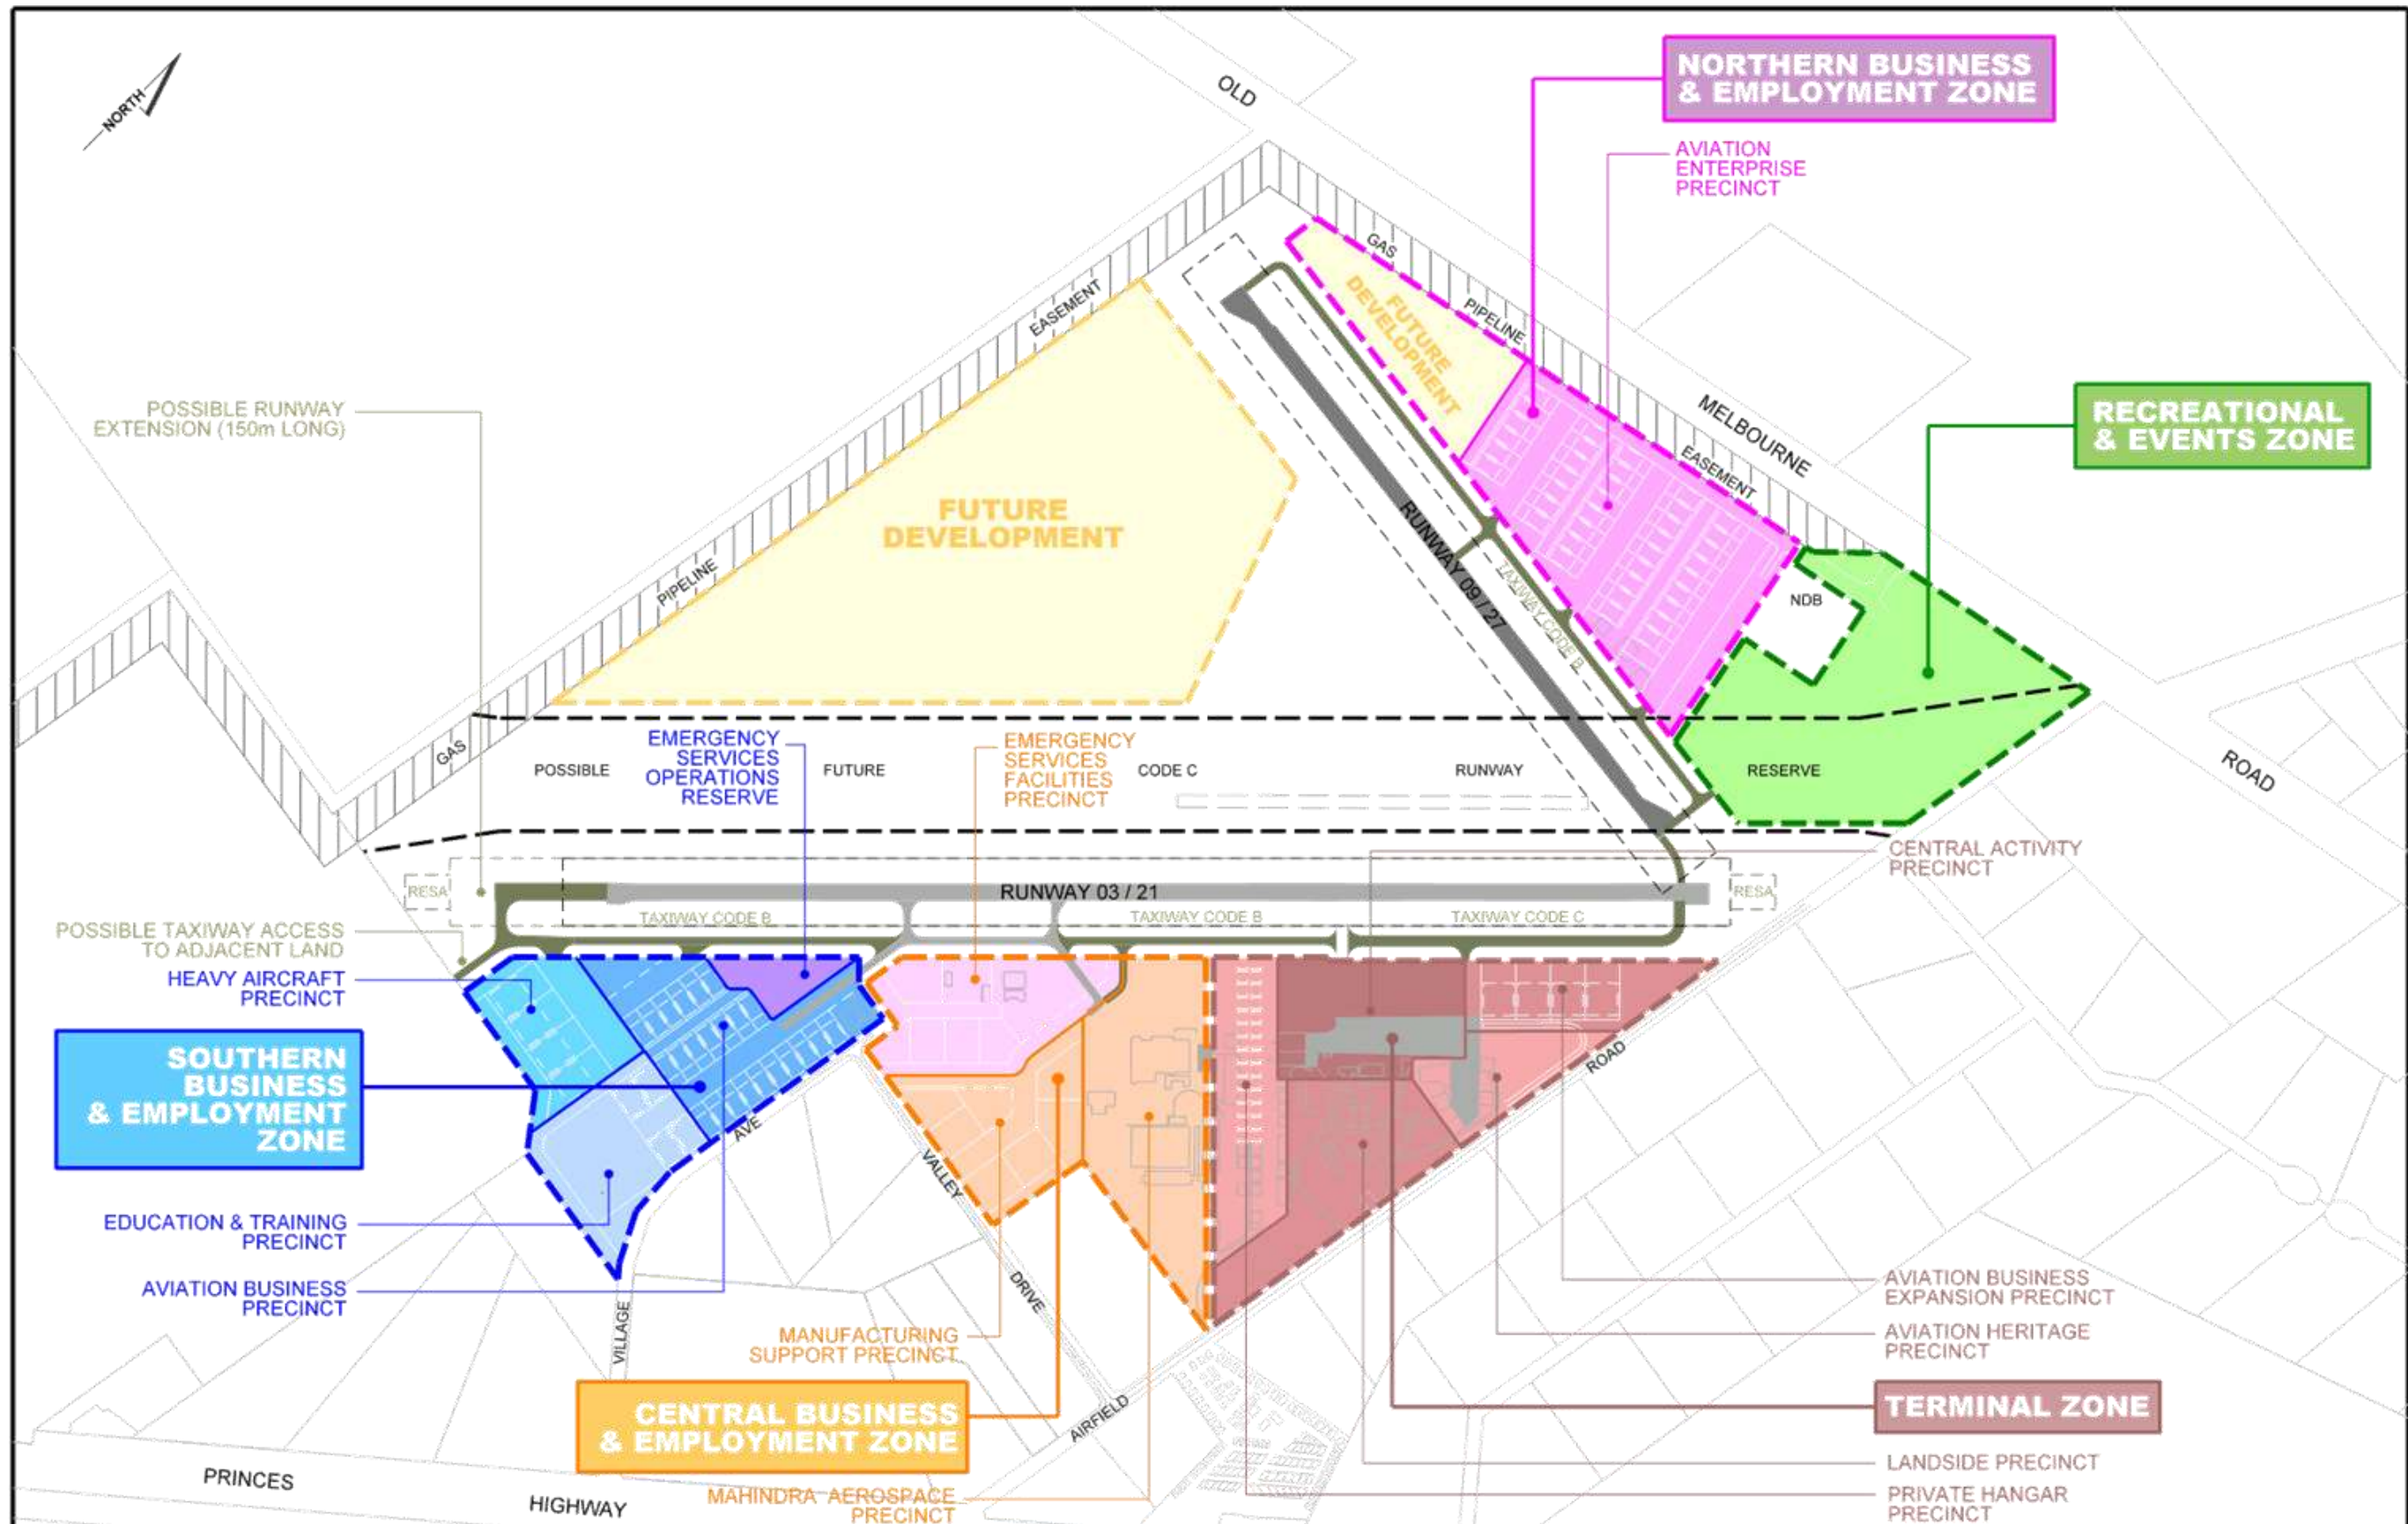 NORTH
OLD
NORTHERN BUSINESS
& EMPLOYMENT ZONE
AVIATION
ENTERPRISE
PRECINCT
GAS
PIPELINE
EASEMENT
MELBOURNE
ROAD
FUTURE
DEVELOPMENT
EASEMENT
PIPELINE
GAS
POSSIBLE RUNWAY
EXTENSION (150m LONG)
RECREATIONAL
& EVENTS ZONE
FUTURE
DEVELOPMENT
RUNWAY 09 / 27
TAXIWAY CODE B
NDB
EMERGENCY
SERVICES
OPERATIONS
RESERVE
EMERGENCY
SERVICES
FACILITIES
PRECINCT
POSSIBLE
FUTURE
CODE C
RUNWAY
RESERVE
CENTRAL ACTIVITY
PRECINCT
RESA
RUNWAY 03 / 21
RESA
TAXIWAY CODE B
TAXIWAY CODE B
TAXIWAY CODE C
POSSIBLE TAXIWAY ACCESS
TO ADJACENT LAND
HEAVY AIRCRAFT
PRECINCT
SOUTHERN
BUSINESS
& EMPLOYMENT
ZONE
EDUCATION & TRAINING
PRECINCT
AVIATION BUSINESS
PRECINCT
AVE
VILLAGE
VALLEY
DRIVE
ROAD
AIRFIELD
MANUFACTURING
SUPPORT PRECINCT
CENTRAL BUSINESS
& EMPLOYMENT ZONE
MAHINDRA AEROSPACE
PRECINCT
AVIATION BUSINESS
EXPANSION PRECINCT
AVIATION HERITAGE
PRECINCT
TERMINAL ZONE
LANDSIDE PRECINCT
PRIVATE HANGAR
PRECINCT
PRINCES
HIGHWAY